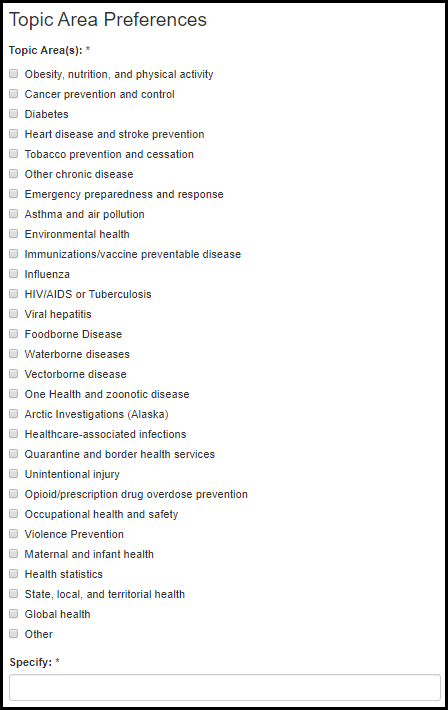 Topic Area Preferences
Topic Area(s): *
Obesity, nutrition, and physical activity
Cancer prevention and control
Diabetes
Heart disease and stroke prevention
Tobacco prevention and cessation
Other chronic disease
Emergency preparedness and response
Asthma and air pollution
Environmental health
Immunizations/vaccine preventable disease
Influenza
HIV/AIDS or Tuberculosis
Viral hepatitis
Foodborne Disease
Waterborne diseases
Vectorborne disease
One Health and zoonotic disease
Arctic Investigations (Alaska)
Healthcare-associated infections
Quarantine and border health services
Unintentional injury
Opioid/prescription drug overdose prevention
Occupational health and safety
Violence Prevention
Maternal and infant health
Health statistics
State, local, and territorial health
Global health
Other
Specify: *